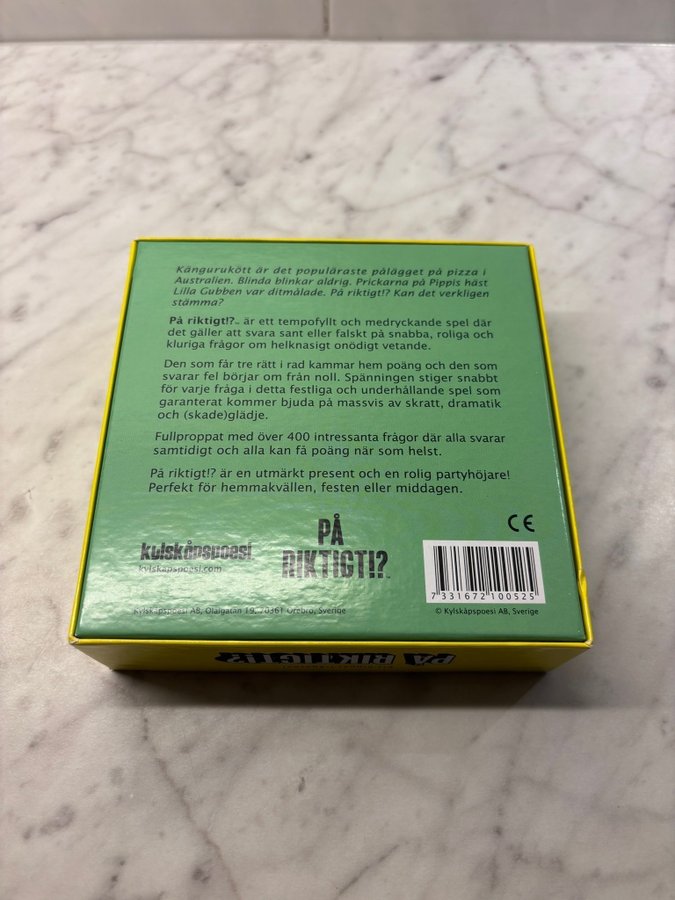 Kängurukött är det populäraste pålägget på pizza i
Australien. Blinda blinkar aldrig. Prickarna på Pippis häst
Lilla Gubben var ditmålade. På riktigt!? Kan det verkligen
stämma?
På riktigt!?™ är ett tempofyllt och medryckande spel där
det gäller att svara sant eller falskt på snabba, roliga och
kluriga frågor om helknasigt onödigt vetande.
Den som får tre rätt i rad kammar hem poäng och den som
svarar fel börjar om från noll. Spänningen stiger snabbt
för varje fråga i detta festliga och underhållande spel som
garanterat kommer bjuda på massvis av skratt, dramatik
och (skade)glädje.
Fullproppat med över 400 intressanta frågor där alla svarar
samtidigt och alla kan få poäng när som helst.
På riktigt!? är en utmärkt present och en rolig partyhöjare!
Perfekt för hemmakvällen, festen eller middagen.
kylskåpspoesi
kylskapspoesi.com
PÅ
RIKTIGT!?™
CE
7 331672 100525
Kylskåpspoesi AB, Olaigatan 19, 70361 Örebro, Sverige
© Kylskåpspoesi AB, Sverige
PÅ RIKTIGT!?